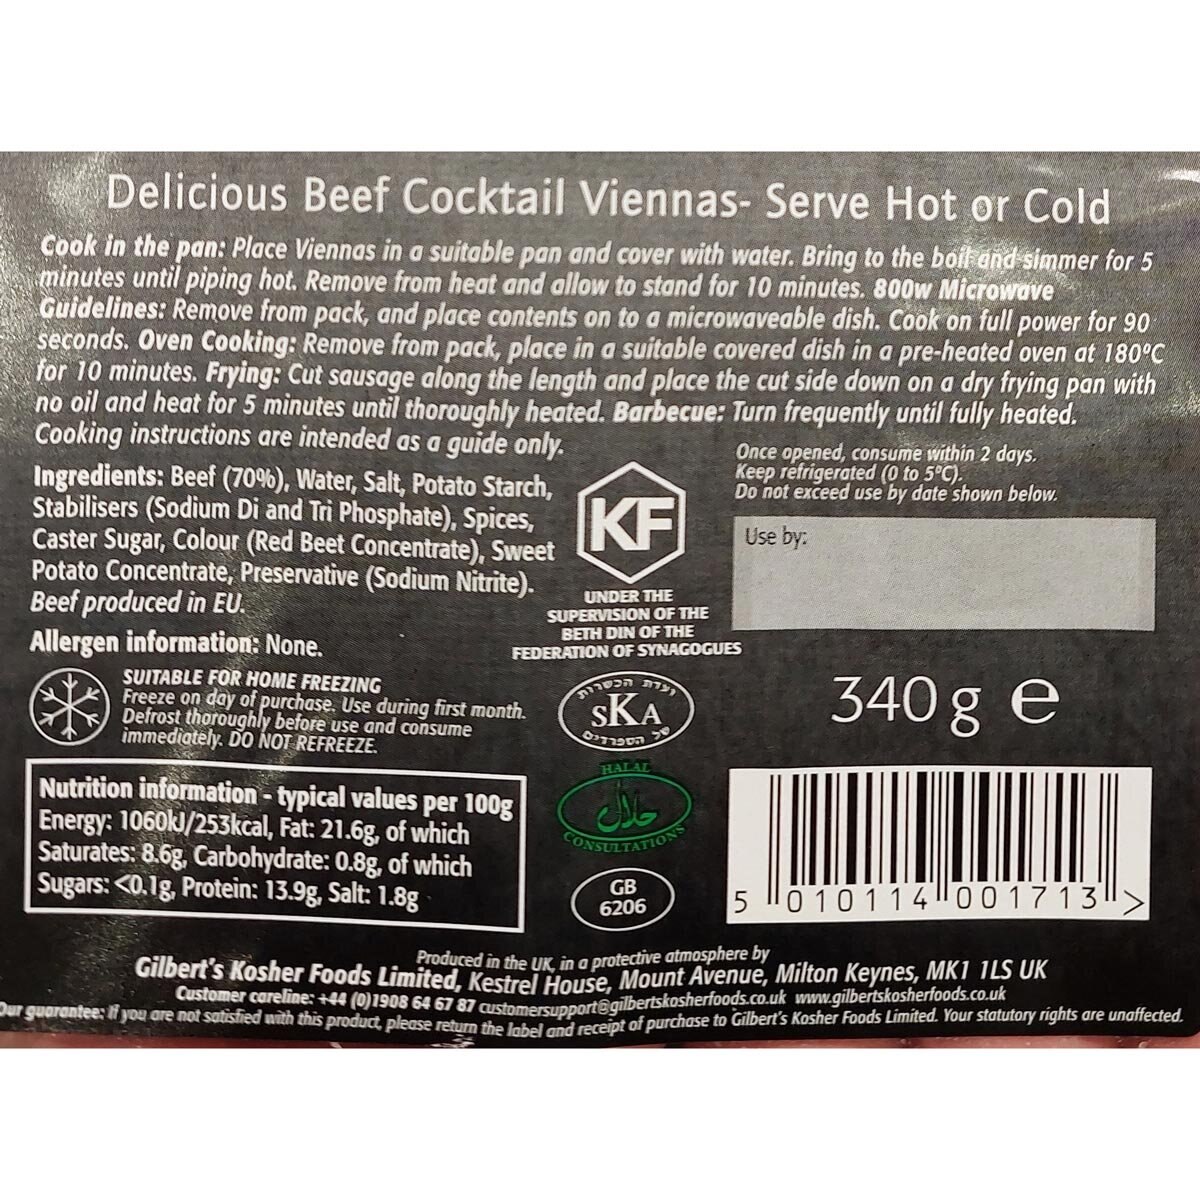 Delicious Beef Cocktail Viennas- Serve Hot or Cold
Cook in the pan: Place Viennas in a suitable pan and cover with water. Bring to the boil and simmer for 5
minutes until piping hot. Remove from heat and allow to stand for 10 minutes. 800w Microwave
Guidelines: Remove from pack, and place contents on to a microwaveable dish. Cook on full power for 90
seconds. Oven Cooking: Remove from pack, place in a suitable covered dish in a pre-heated oven at 180ºC
for 10 minutes. Frying: Cut sausage along the length and place the cut side down on a dry frying pan with
no oil and heat for 5 minutes until thoroughly heated. Barbecue: Turn frequently until fully heated.
Cooking instructions are intended as a guide only.
Ingredients: Beef (70%), Water, Salt, Potato Starch,
Stabilisers (Sodium Di and Tri Phosphate), Spices,
Caster Sugar, Colour (Red Beet Concentrate), Sweet
Potato Concentrate, Preservative (Sodium Nitrite).
Beef produced in EU.
Allergen information: None.
SUITABLE FOR HOME FREEZING
Freeze on day of purchase. Use during first month.
Defrost thoroughly before use and consume
immediately. DO NOT REFREEZE.
Nutrition information - typical values per 100g
Energy: 1060kJ/253kcal, Fat: 21.6g, of which
Saturates: 8.6g, Carbohydrate: 0.8g, of which
Sugars: <0.1g, Protein: 13.9g, Salt: 1.8g
KF
UNDER THE
SUPERVISION OF THE
BETH DIN OF THE
FEDERATION OF SYNAGOGUES
ועדת הכשרות
SKA
של הספרדים
HALAL
حلال
CONSULTATIONS
GB
6206
Once opened, consume within 2 days.
Keep refrigerated (0 to 5ºC).
Do not exceed use by date shown below.
Use by:
340g e
5 010114 001713 >
Produced in the UK, in a protective atmosphere by
Gilbert's Kosher Foods Limited, Kestrel House, Mount Avenue, Milton Keynes, MK1 1LS UK
Customer careline: +44 (0)1908 64 67 87 customersupport@gilbertskosherfoods.co.uk www.gilbertskosherfoods.co.uk
Our guarantee: If you are not satisfied with this product, please return the label and receipt of purchase to Gilbert's Kosher Foods Limited. Your statutory rights are unaffected.